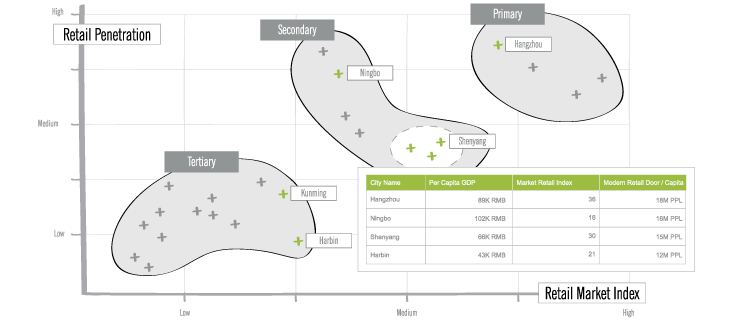 High
Retail Penetration
Medium
Low
Primary
Hangzhou
Secondary
Ningbo
Shenyang
Tertiary
Kunming
Harbin
City Name Per Capita GDP Market Retail Index Modern Retail Door / Capita
Hangzhou 89K RMB 36 18M PPL
Ningbo 102K RMB 16 16M PPL
Shanyang 66K RMB 30 15M PPL
Harbin 43K RMB 21 12M PPL
Retail Market Index
Low Medium High